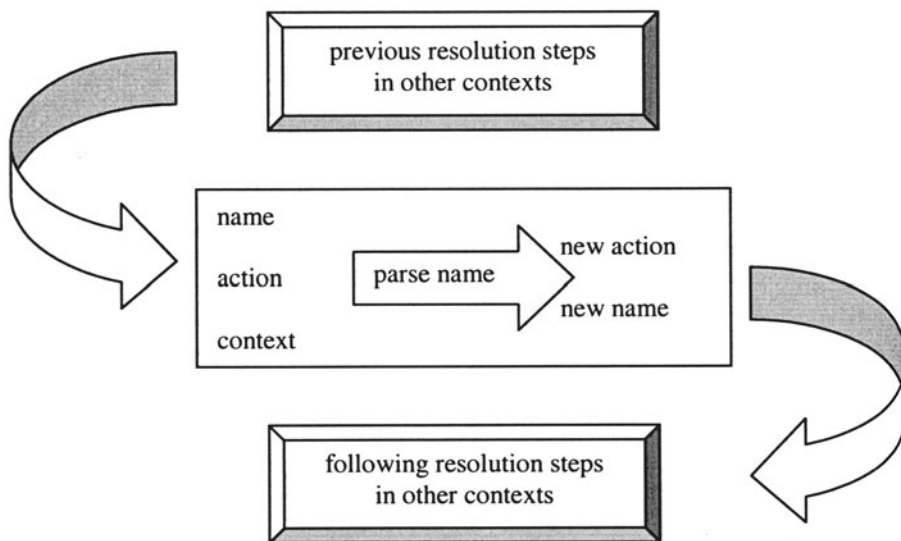 previous resolution steps
in other contexts
name
action
context
parse name
new action
new name
following resolution steps
in other contexts